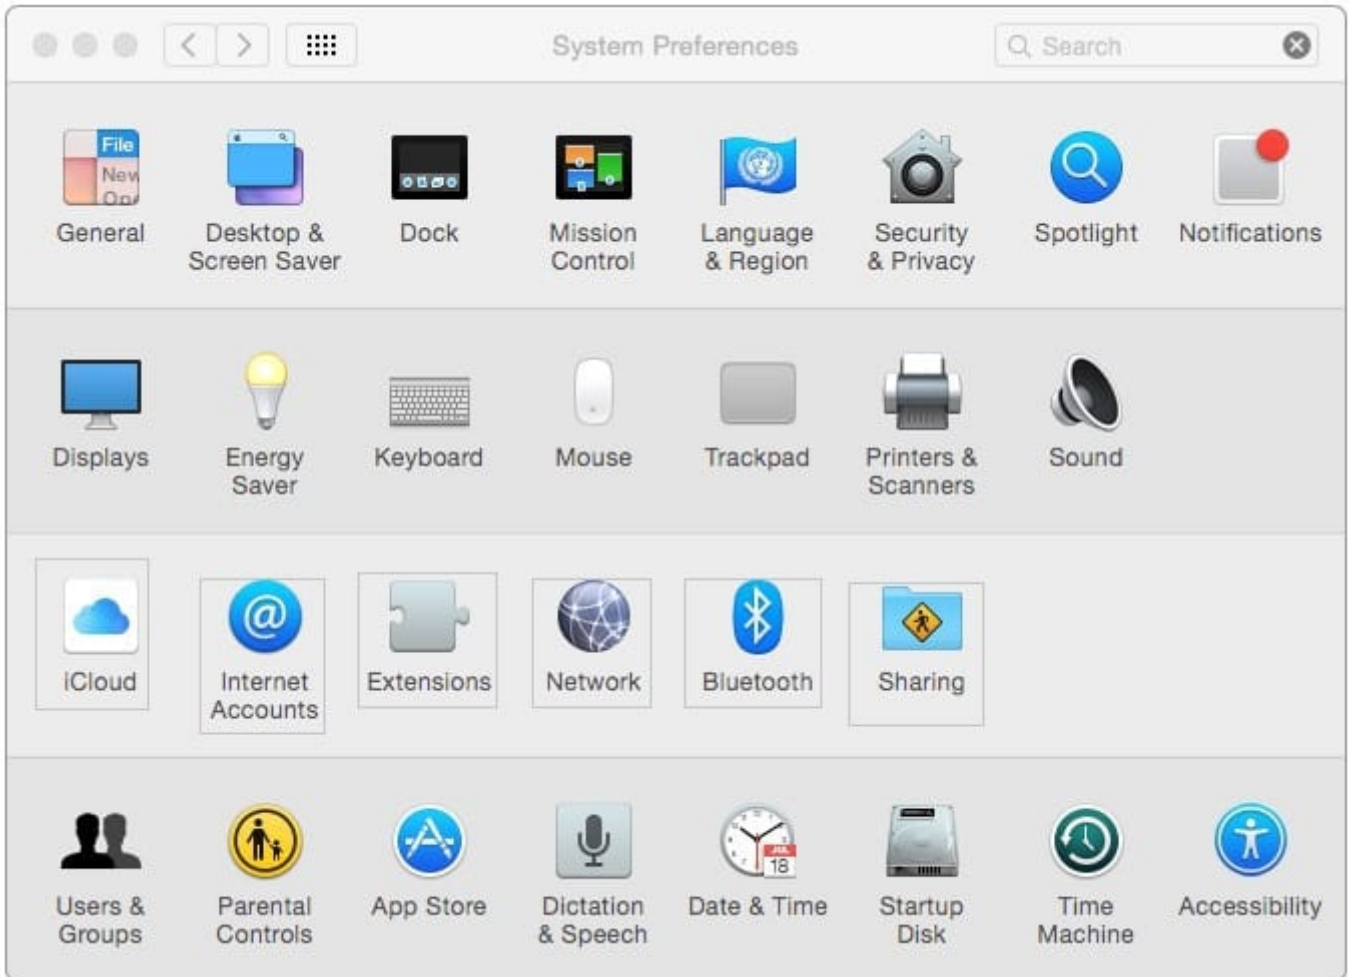 System Preferences
Search
File
New
General
Desktop &
Screen Saver
Dock
Mission
Control
Language
& Region
Security
& Privacy
Spotlight
Notifications
Displays
Energy
Saver
Keyboard
Mouse
Trackpad
Printers &
Scanners
Sound
@
iCloud
Internet
Accounts
Extensions
Network
Bluetooth
Sharing
JUL
18
Users &
Groups
Parental
Controls
App Store
Dictation
& Speech
Date & Time
Startup
Disk
Time
Machine
Accessibility